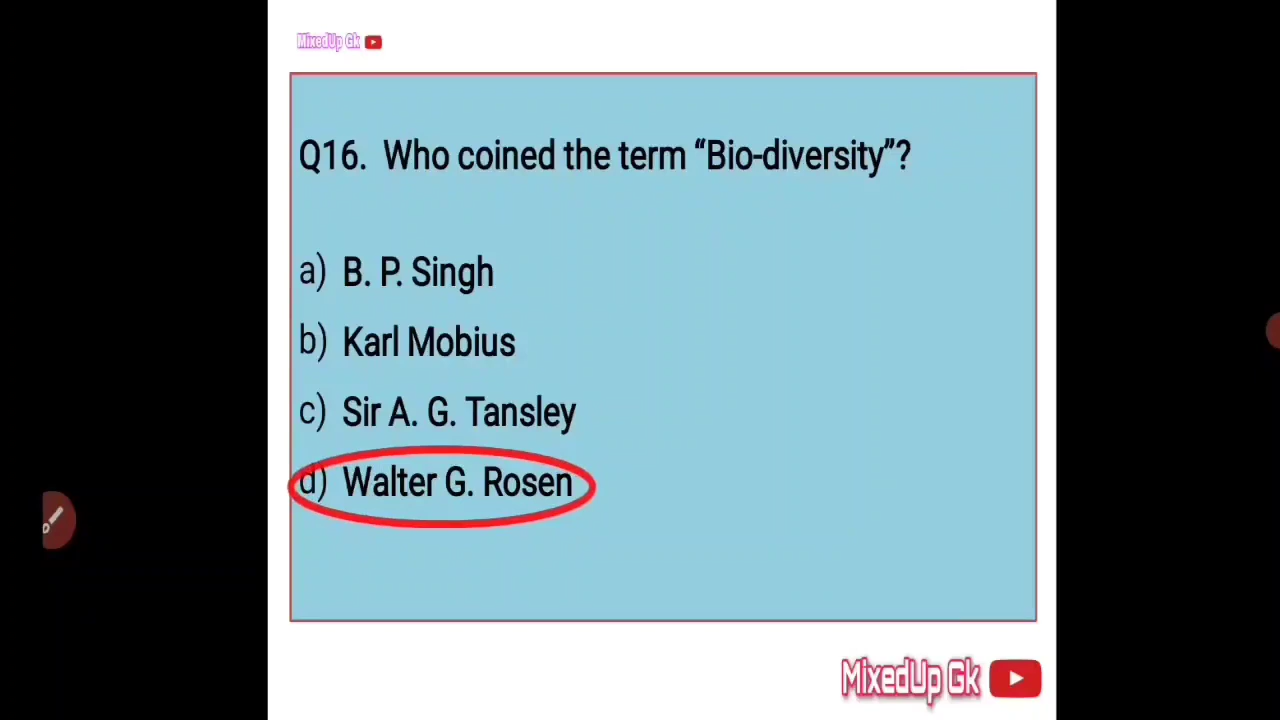 MixedUp Gk
Q16. Who coined the term “Bio-diversity”?
a) B. P. Singh
b) Karl Mobius
c) Sir A. G. Tansley
d) Walter G. Rosen
MixedUp Gk